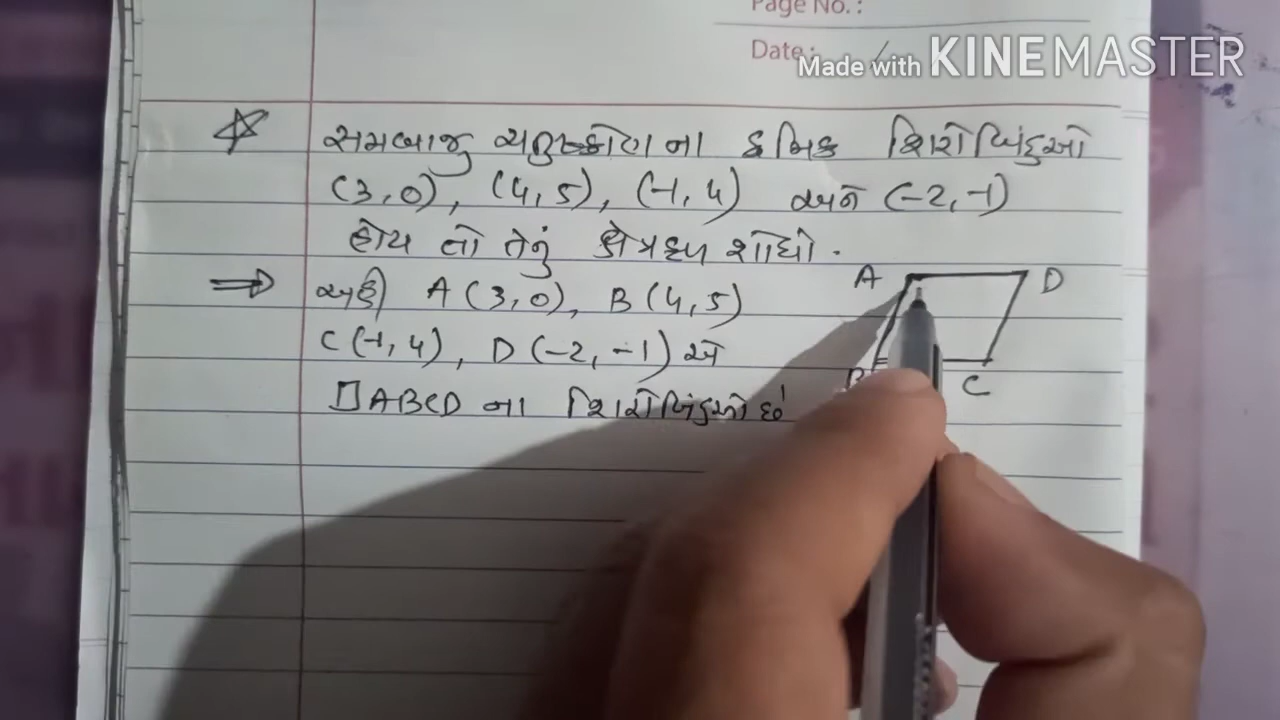 Page No. :
Date :
Made with KINEMASTER
સમબાજુ ચતુષ્કોણના ક્રમિક શિરોબિંદુઓ
(3,0), (4,5), (-1,4) અને (-2,-1)
હોય તો તેનું ક્ષેત્રફળ શોધો.
⇒ અહીં A (3,0), B (4,5)
A D
C (-1,4), D (-2,-1) એ
B C
□ABCD ના શિરોબિંદુઓ છે